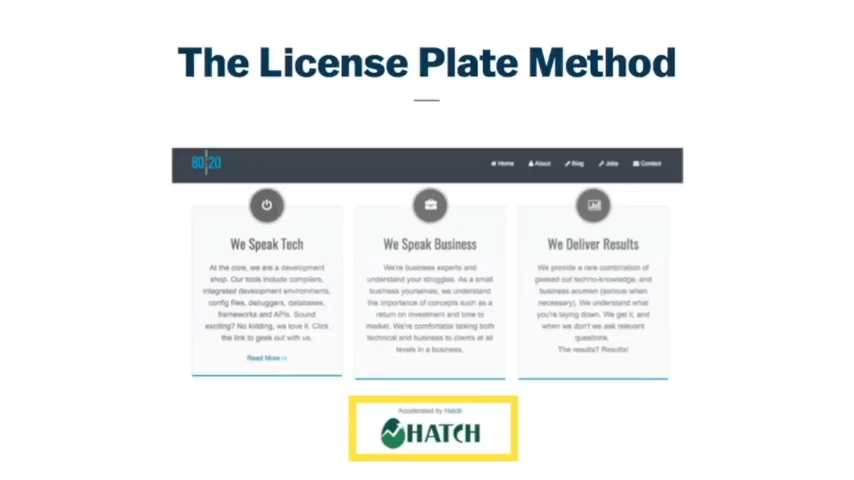 The License Plate Method
80|20
Home About Blog Jobs Contact
We Speak Tech
At the core, we are a development
shop. Our tools include compilers,
integrated development environments,
config files, debuggers, databases,
frameworks and APIs. Sound
exciting? No kidding, we love it. Click
the link to geek out with us.
Read More ››
We Speak Business
We're business experts and
understand your struggles. As a small
business yourselves, we understand
the importance of concepts such as a
return on investment and time to
market. We're comfortable talking both
technical and business to clients at all
levels in a business.
We Deliver Results
We provide a rare combination of
geeked out techno-knowledge, and
business acumen (serious when
necessary). We understand what
you're laying down. We get it, and
when we don't we ask relevant
questions.
The results? Results!
Accelerated by Hatch
HATCH